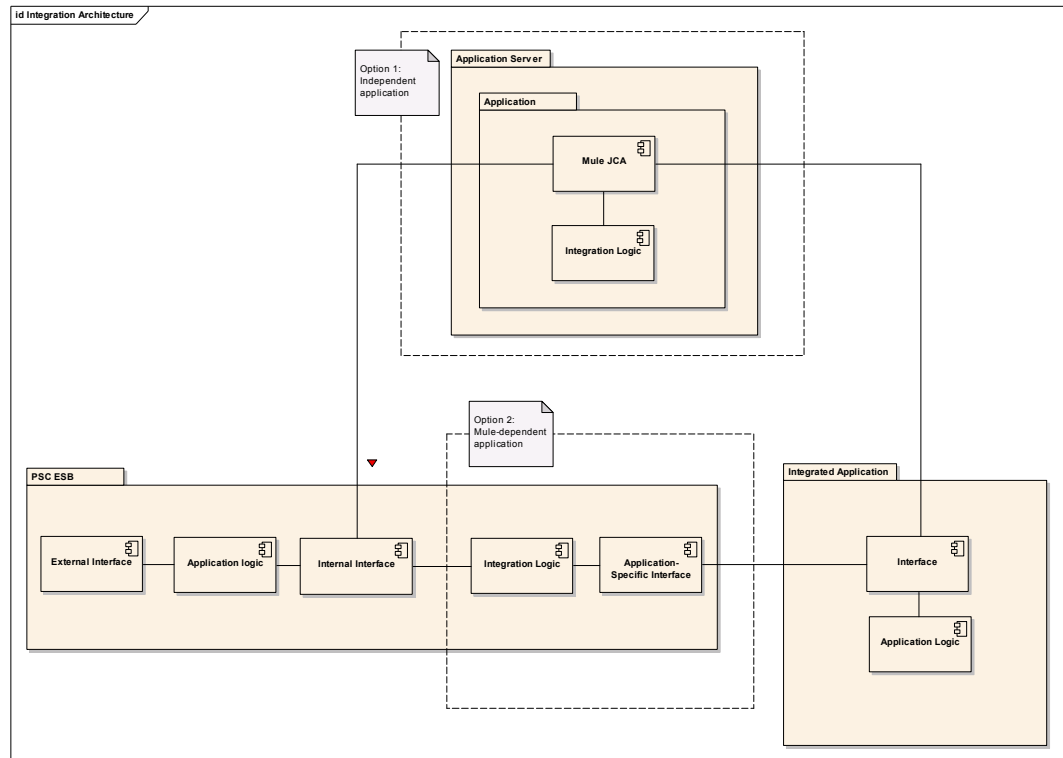 id Integration Architecture
Option 1:
Independent
application
Application Server
Application
Mule JCA
Integration Logic
Option 2:
Mule-dependent
application
PSC ESB
Integrated Application
External Interface
Application logic
Internal Interface
Integration Logic
Application-
Specific Interface
Interface
Application Logic